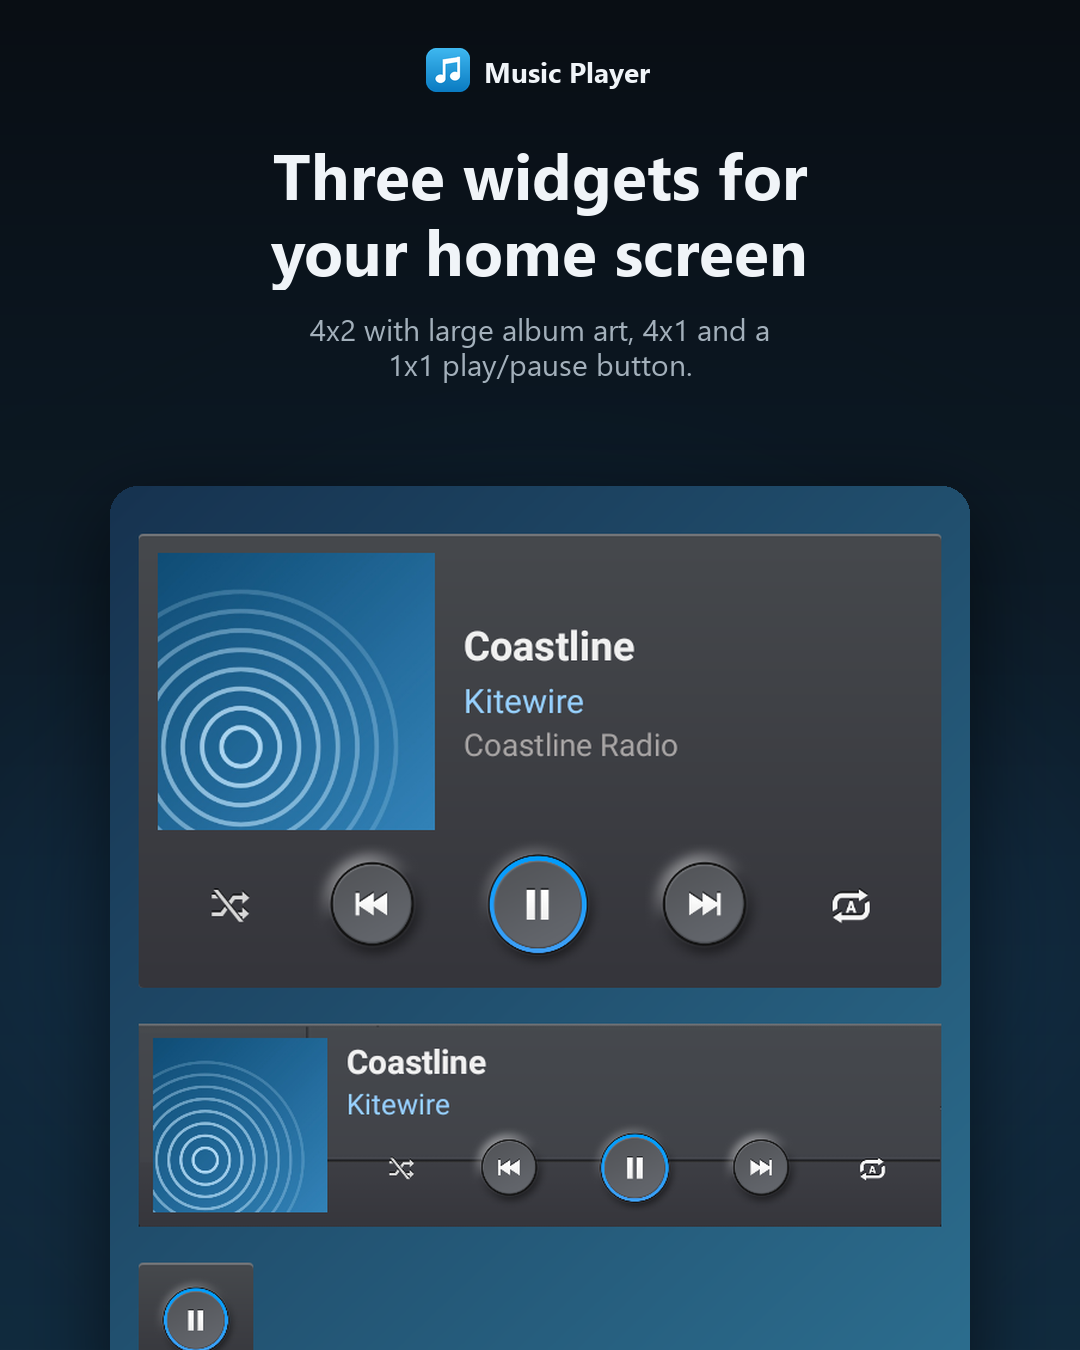 Music Player
Three widgets for
your home screen
4x2 with large album art, 4x1 and a
1x1 play/pause button.
Coastline
Kitewire
Coastline Radio
A
Coastline
Kitewire
A